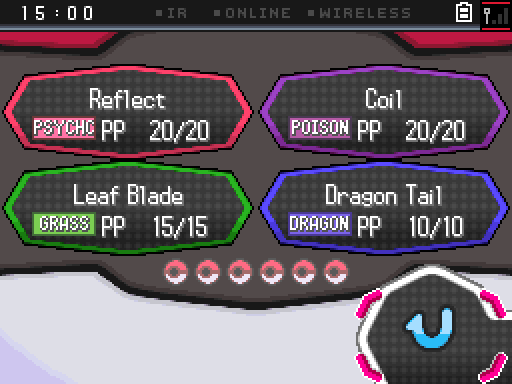 15:00 IR ONLINE WIRELESS
Reflect
PSYCHC PP 20/20
Coil
POISON PP 20/20
Leaf Blade
GRASS PP 15/15
Dragon Tail
DRAGON PP 10/10